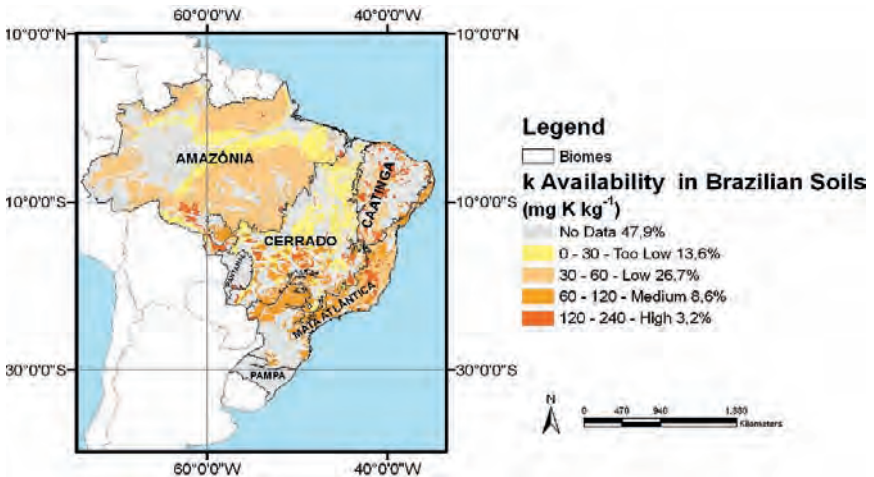 60°0'0"W 40°0'0"W
10°0'0"N 10°0'0"N
AMAZÔNIA
CAATINGA
10°0'0"S 10°0'0"S
CERRADO
PANTANAL
MATA ATLÂNTICA
30°0'0"S 30°0'0"S
PAMPA
60°0'0"W 40°0'0"W
Legend
Biomes
k Availability in Brazilian Soils
(mg K kg⁻¹)
No Data 47,9%
0 - 30 - Too Low 13,6%
30 - 60 - Low 26,7%
60 - 120 - Medium 8,6%
120 - 240 - High 3,2%
N
0 470 940
Kilometers